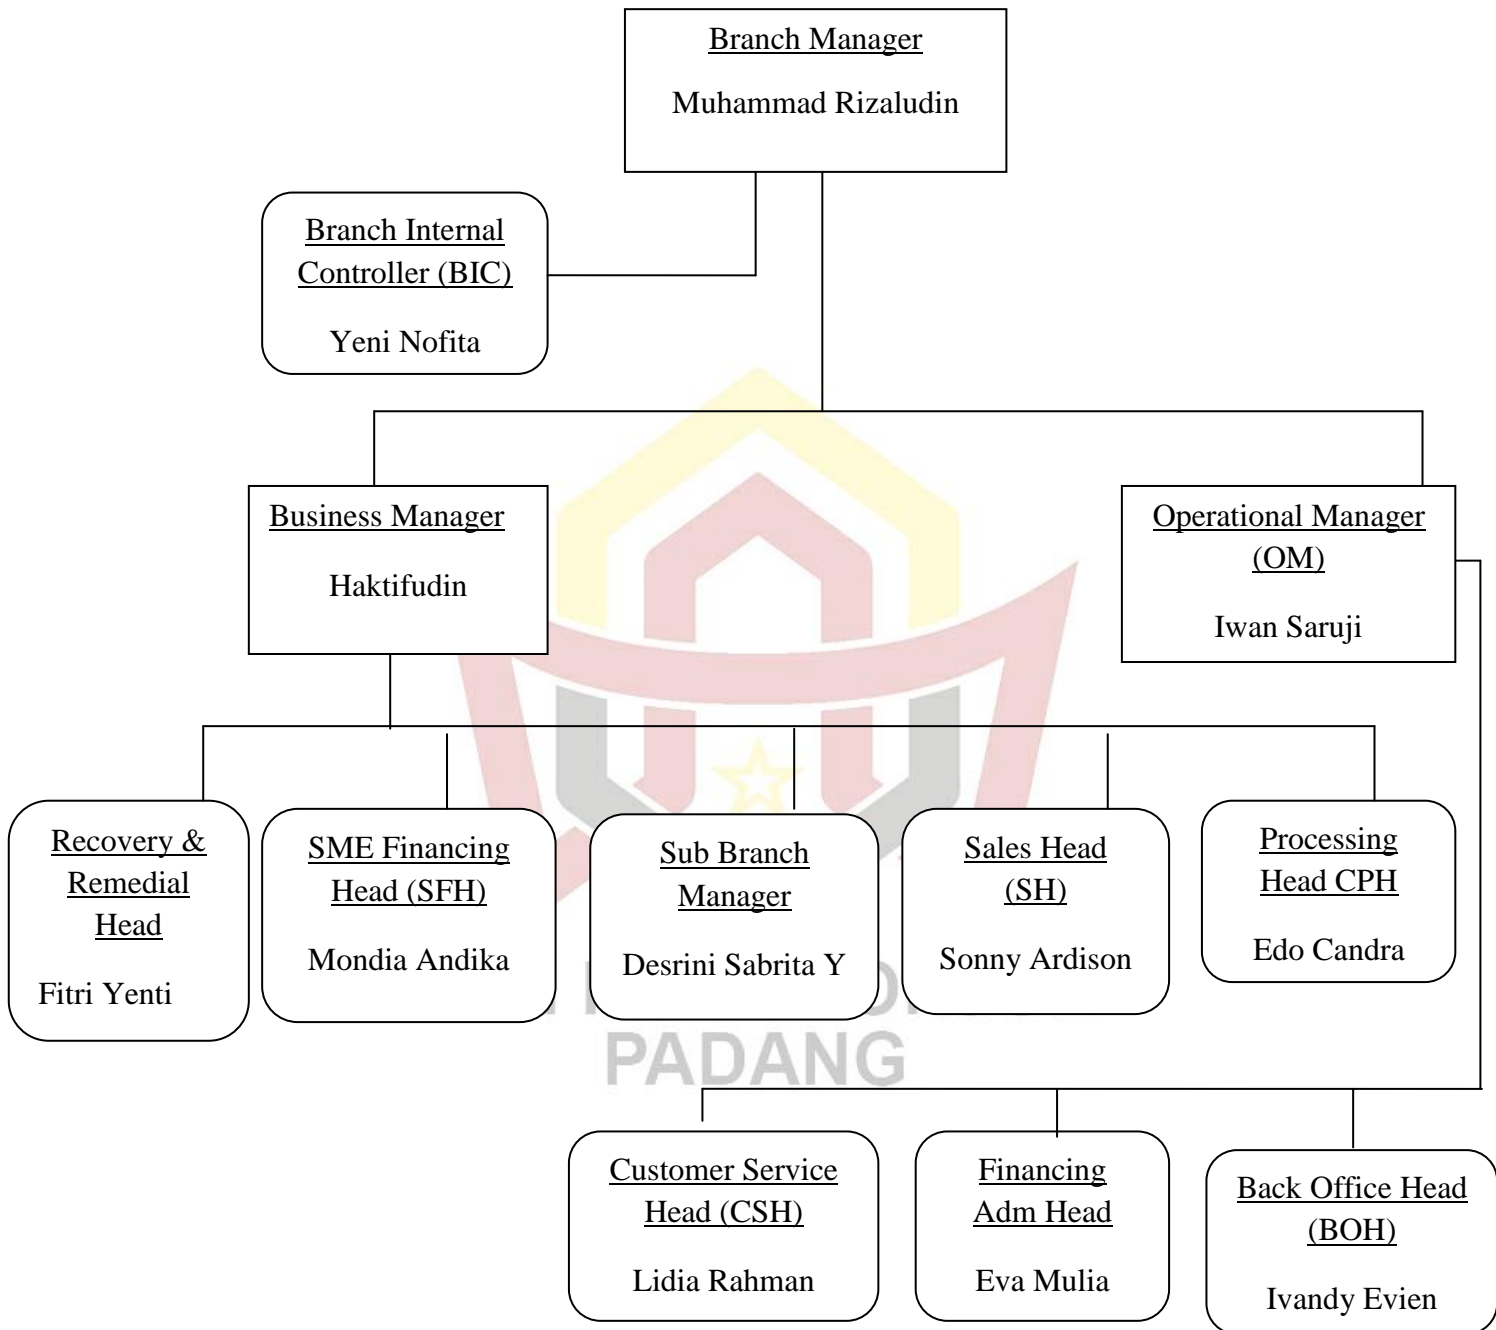 Branch Manager
Muhammad Rizaludin
Branch Internal
Controller (BIC)
Yeni Nofita
Business Manager
Haktifudin
Operational Manager
(OM)
Iwan Saruji
Recovery &
Remedial
Head
Fitri Yenti
SME Financing
Head (SFH)
Mondia Andika
Sub Branch
Manager
Desrini Sabrita Y
Sales Head
(SH)
Sonny Ardison
Processing
Head CPH
Edo Candra
PADANG
Customer Service
Head (CSH)
Lidia Rahman
Financing
Adm Head
Eva Mulia
Back Office Head
(BOH)
Ivandy Evien